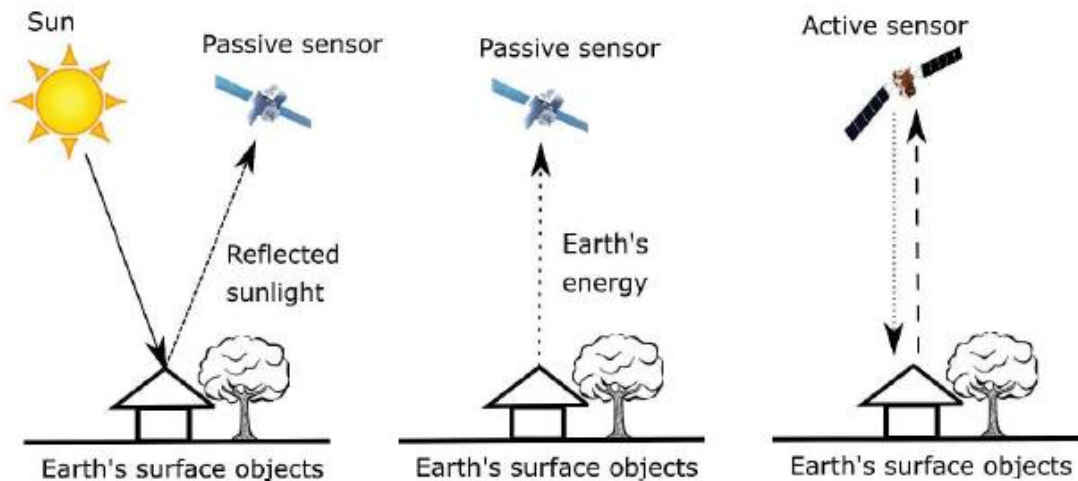 Sun
Passive sensor
Reflected
sunlight
Earth's surface objects
Passive sensor
Earth's
energy
Earth's surface objects
Active sensor
Earth's surface objects